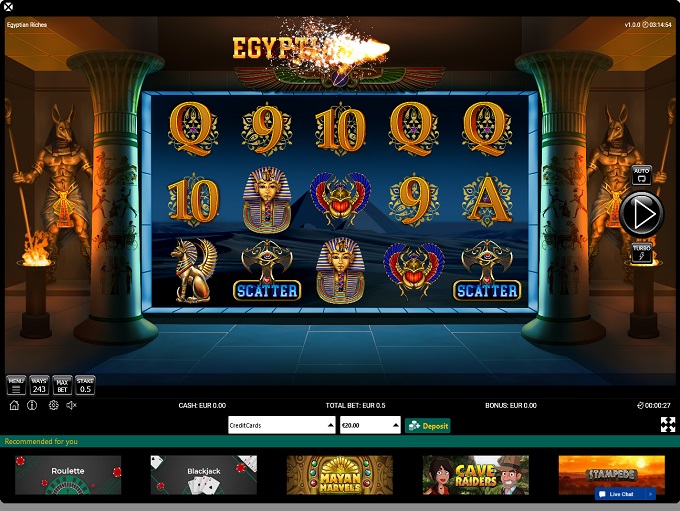 Egyptian Riches
v1.0.0 03:14:54
EGYPTI
Q 9 10 Q Q
10 9 A
SCATTER SCATTER
AUTO
TURBO
MENU
WAYS
243
MAX
BET
STAKE
0.5
CASH: EUR 0.00
TOTAL BET: EUR 0.5
BONUS: EUR 0.00
00:00:27
CreditCards
€20.00
Deposit
Recommended for you
Roulette
Blackjack
MAYAN
MARVELS
CAVE
RAIDERS
STAMPEDE
Live Chat